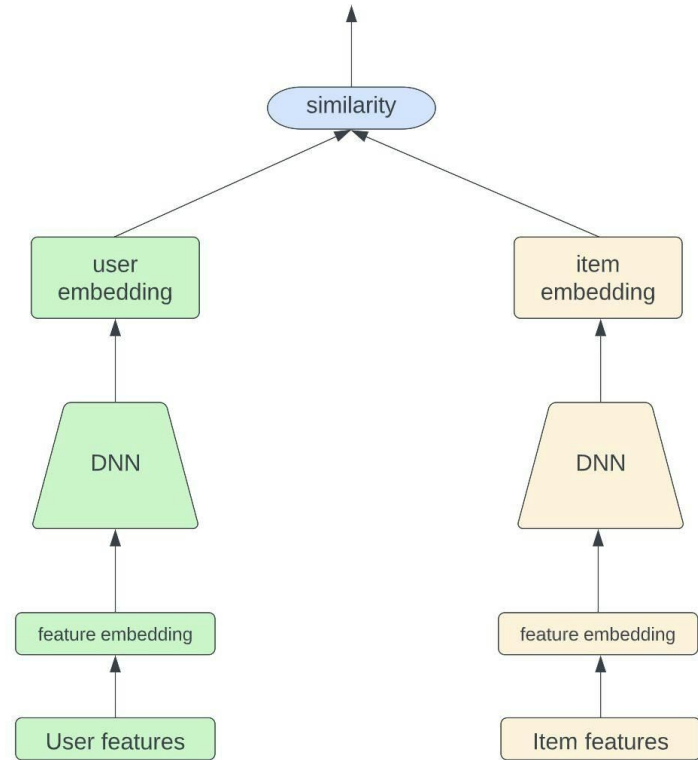 similarity
user
embedding
item
embedding
DNN
DNN
feature embedding
feature embedding
User features
Item features